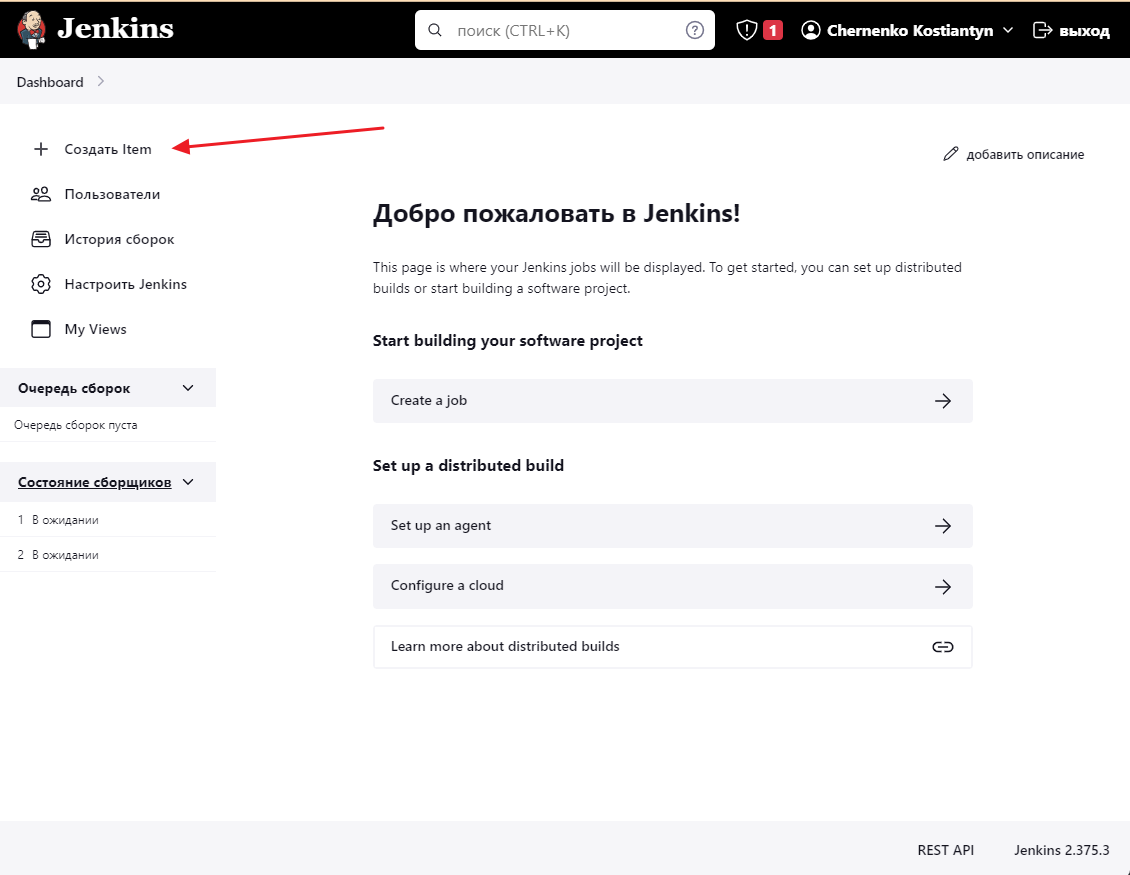 Jenkins
поиск (CTRL+K)
1
Chernenko Kostiantyn
выход
Dashboard
Создать Item
добавить описание
Пользователи
История сборок
Настроить Jenkins
My Views
Очередь сборок
Очередь сборок пуста
Состояние сборщиков
1 В ожидании
2 В ожидании
Добро пожаловать в Jenkins!
This page is where your Jenkins jobs will be displayed. To get started, you can set up distributed
builds or start building a software project.
Start building your software project
Create a job
Set up a distributed build
Set up an agent
Configure a cloud
Learn more about distributed builds
REST API
Jenkins 2.375.3